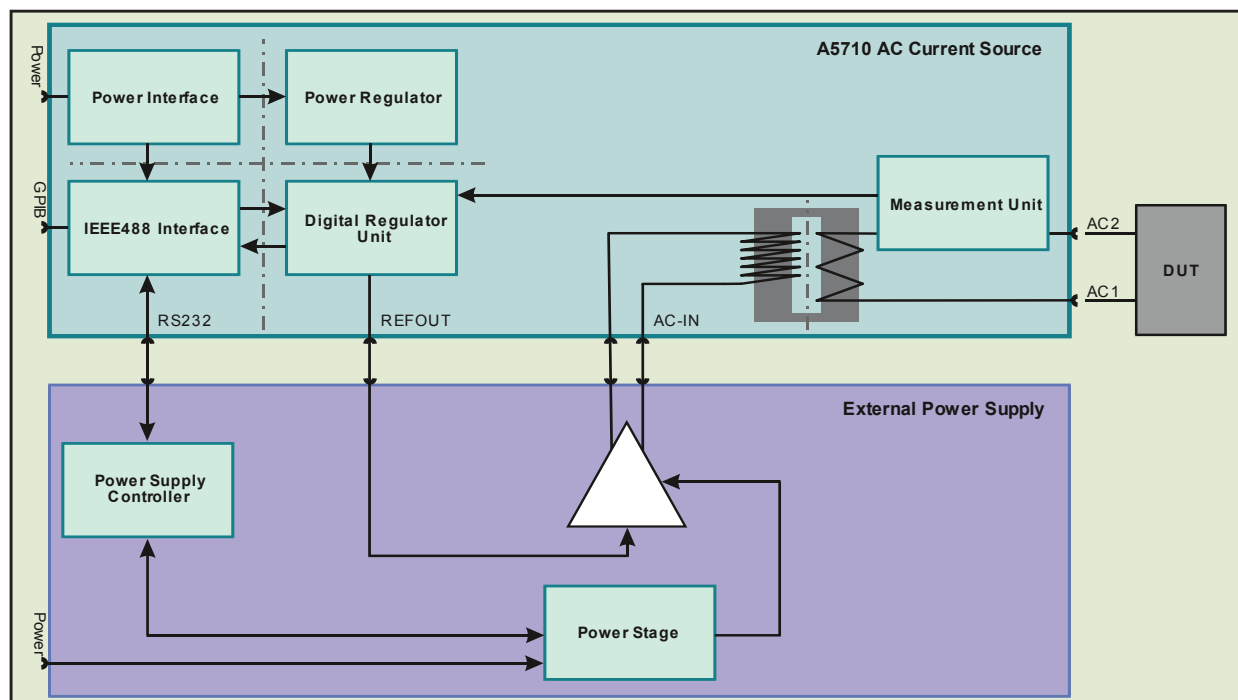 A5710 AC Current Source
Power
Power Interface
Power Regulator
GPIB
IEEE488 Interface
Digital Regulator
Unit
Measurement Unit
AC2
DUT
AC1
RS232
REFOUT
AC-IN
External Power Supply
Power Supply
Controller
Power
Power Stage